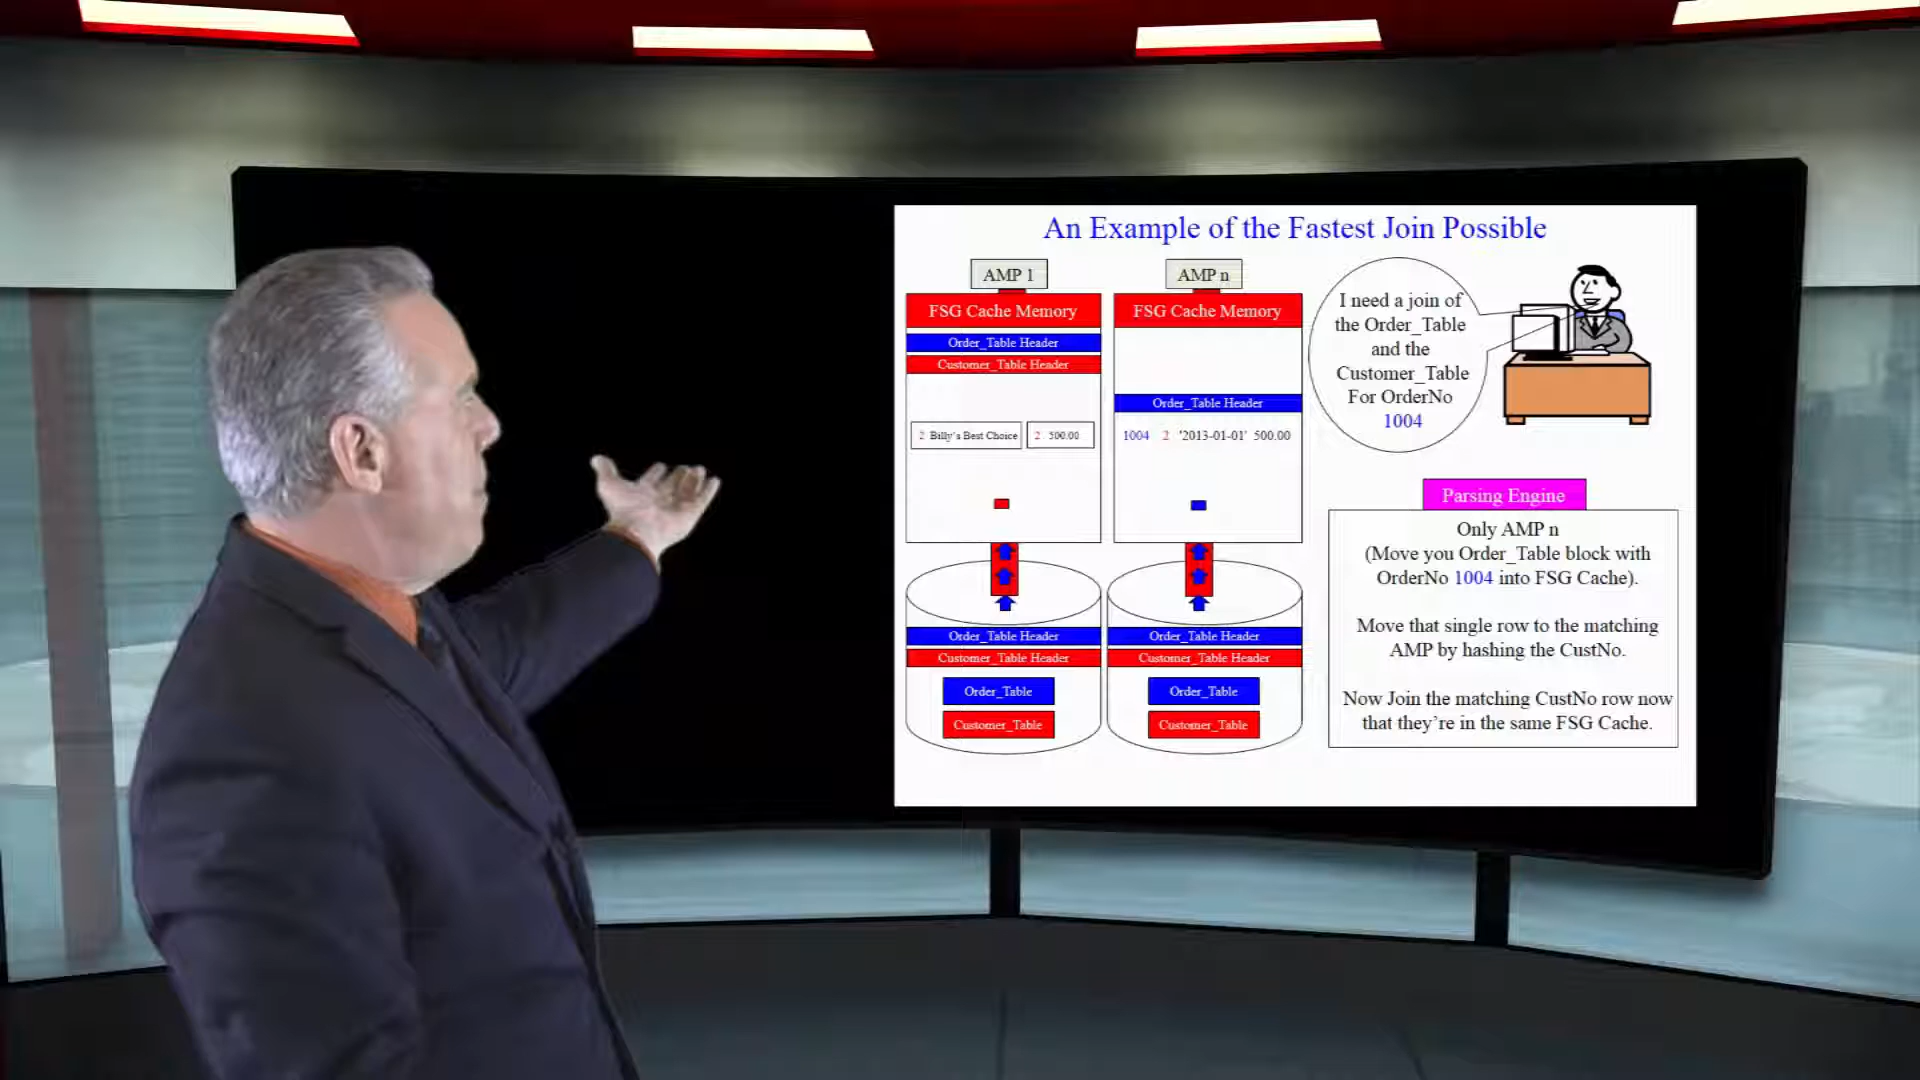 An Example of the Fastest Join Possible
AMP 1
FSG Cache Memory
Order_Table Header
Customer_Table Header
2 Billy's Best Choice
2 500.00
Order_Table Header
Customer_Table Header
Order_Table
Customer_Table
AMP n
FSG Cache Memory
Order_Table Header
1004 2 '2013-01-01' 500.00
Order_Table Header
Customer_Table Header
Order_Table
Customer_Table
I need a join of
the Order_Table
and the
Customer_Table
For OrderNo
1004
Parsing Engine
Only AMP n
(Move you Order_Table block with
OrderNo 1004 into FSG Cache).
Move that single row to the matching
AMP by hashing the CustNo.
Now Join the matching CustNo row now
that they're in the same FSG Cache.